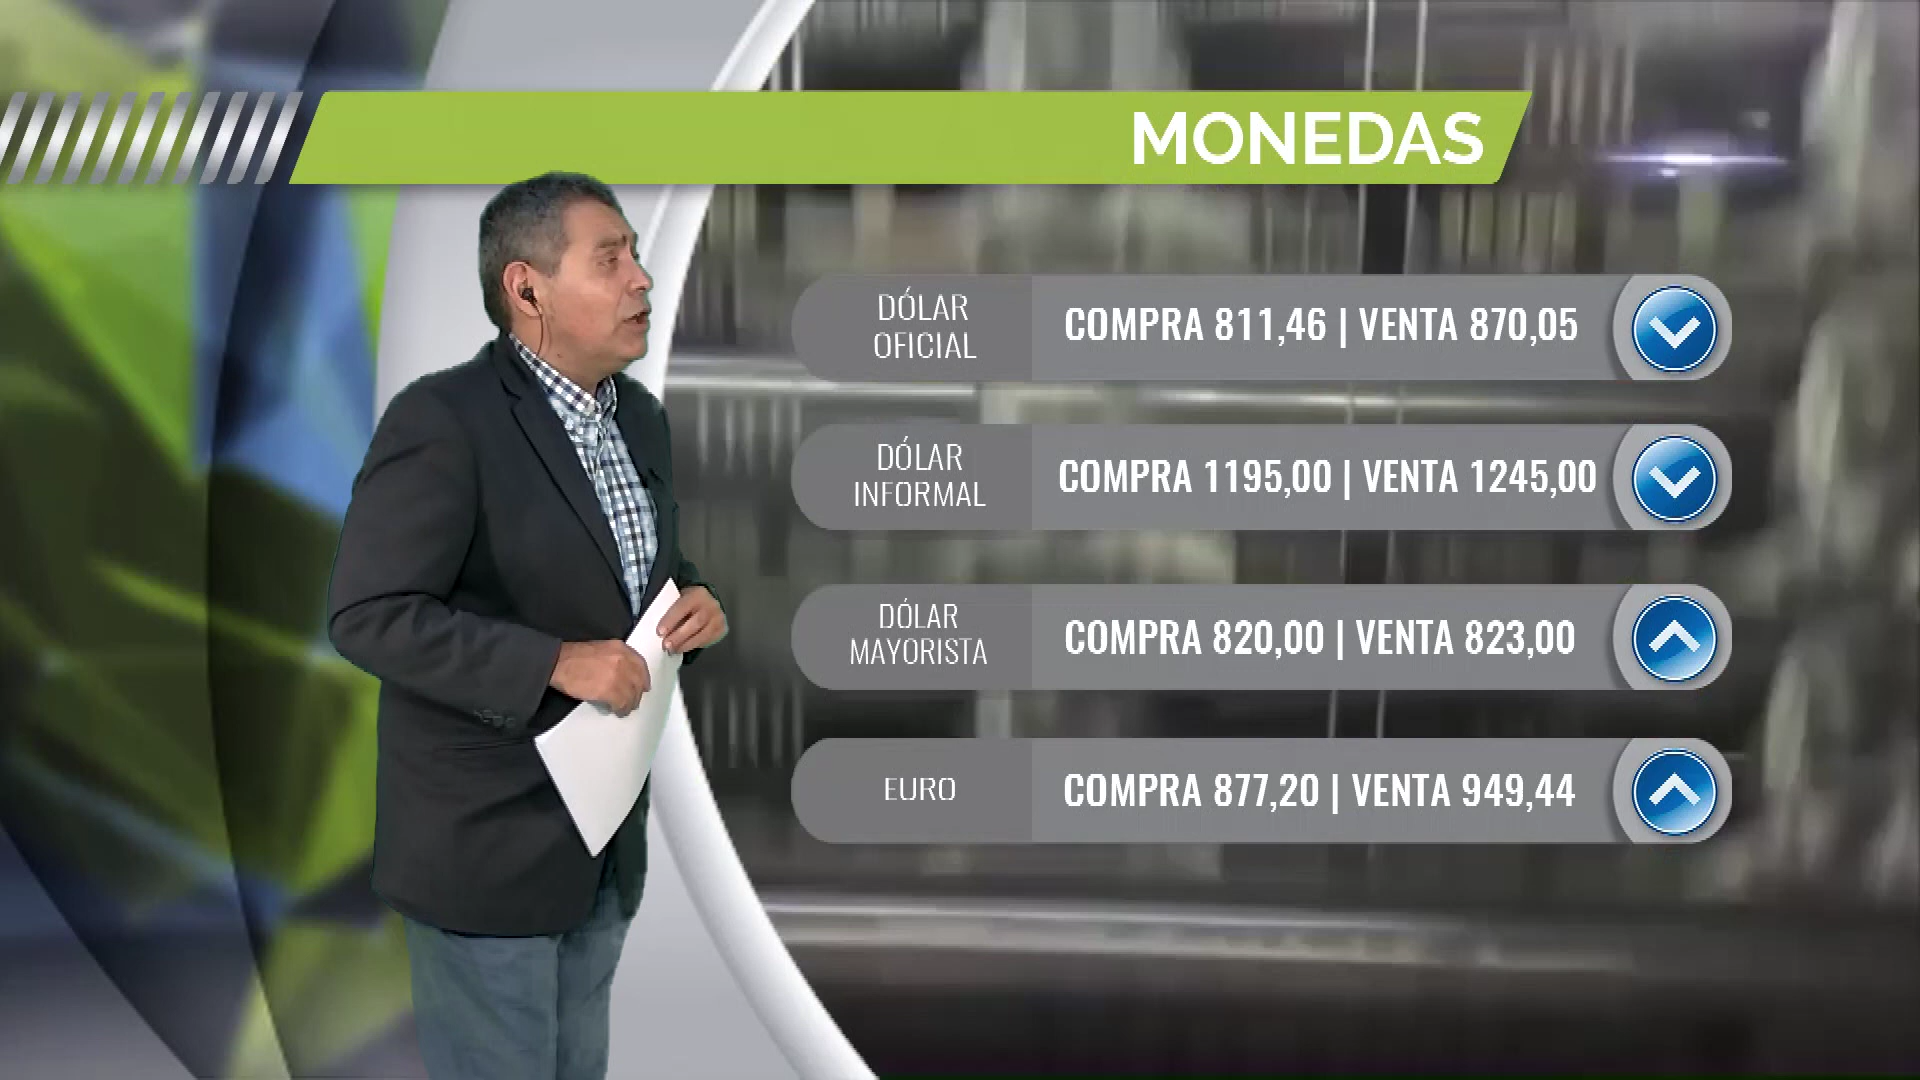 MONEDAS
DÓLAR
OFICIAL
COMPRA 811,46 | VENTA 870,05
DÓLAR
INFORMAL
COMPRA 1195,00 | VENTA 1245,00
DÓLAR
MAYORISTA
COMPRA 820,00 | VENTA 823,00
EURO
COMPRA 877,20 | VENTA 949,44